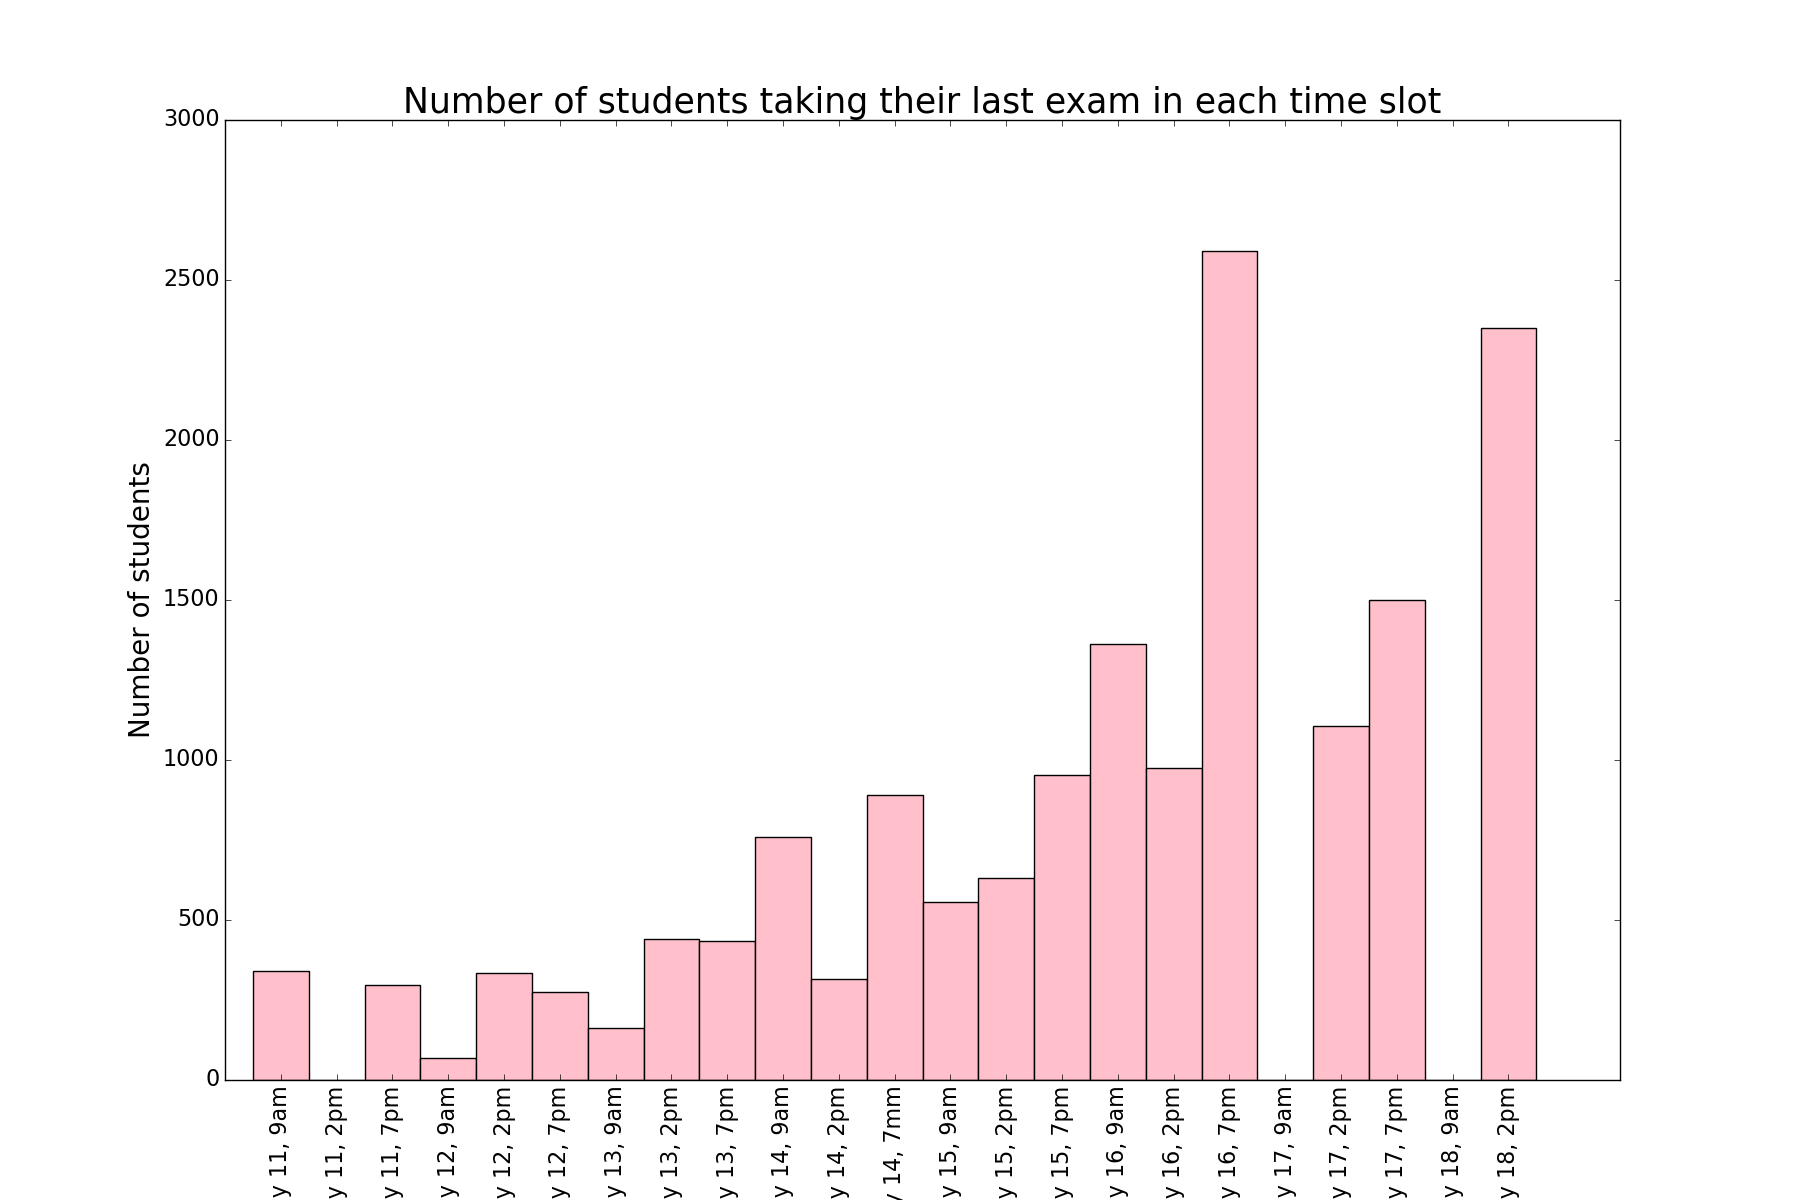 Number of students taking their last exam in each time slot
Number of students
3000
2500
2000
1500
1000
500
0
y 11, 9am
y 11, 2pm
y 11, 7pm
y 12, 9am
y 12, 2pm
y 12, 7pm
y 13, 9am
y 13, 2pm
y 13, 7pm
y 14, 9am
y 14, 2pm
y 14, 7mm
y 15, 9am
y 15, 2pm
y 15, 7pm
y 16, 9am
y 16, 2pm
y 16, 7pm
y 17, 9am
y 17, 2pm
y 17, 7pm
y 18, 9am
y 18, 2pm